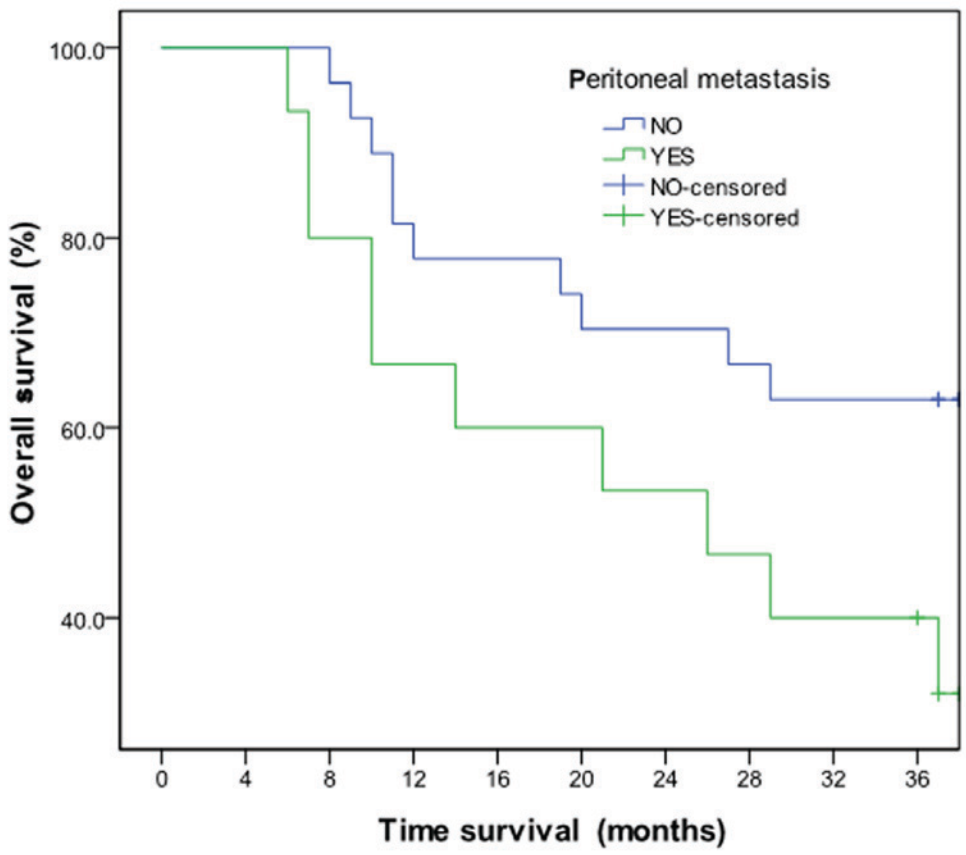 Overall survival (%)
100.0
80.0
60.0
40.0
Peritoneal metastasis
NO
YES
NO-censored
YES-censored
0 4 8 12 16 20 24 28 32 36
Time survival (months)